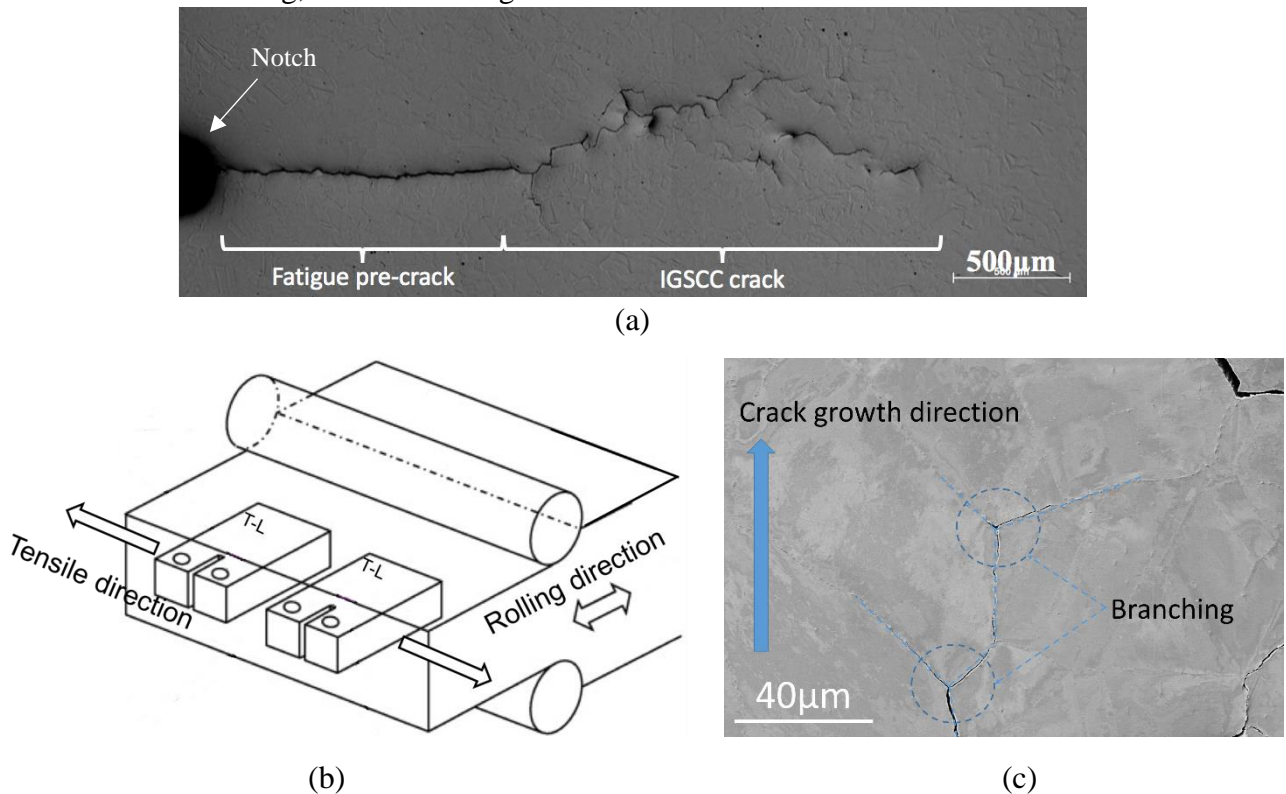 Notch
Fatigue pre-crack
IGSCC crack
500μm
(a)
T-L
T-L
Tensile direction
Rolling direction
(b)
Crack growth direction
Branching
40μm
(c)